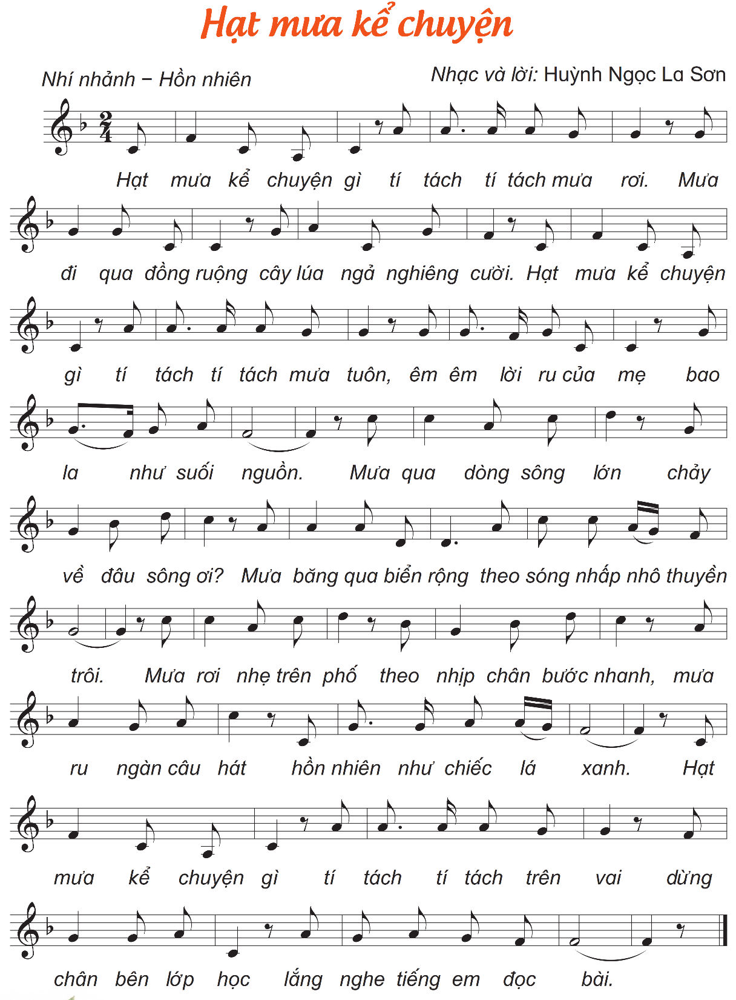 Hạt mưa kể chuyện
Nhí nhảnh – Hồn nhiên
Nhạc và lời: Huỳnh Ngọc La Sơn
2
4
Hạt mưa kể chuyện gì tí tách tí tách mưa rơi. Mưa
đi qua đồng ruộng cây lúa ngả nghiêng cười. Hạt mưa kể chuyện
gì tí tách tí tách mưa tuôn, êm êm lời ru của mẹ bao
la như suối nguồn. Mưa qua dòng sông lớn chảy
về đâu sông ơi? Mưa băng qua biển rộng theo sóng nhấp nhô thuyền
trôi. Mưa rơi nhẹ trên phố theo nhịp chân bước nhanh, mưa
ru ngàn câu hát hồn nhiên như chiếc lá xanh. Hạt
mưa kể chuyện gì tí tách tí tách trên vai dừng
chân bên lớp học lắng nghe tiếng em đọc bài.